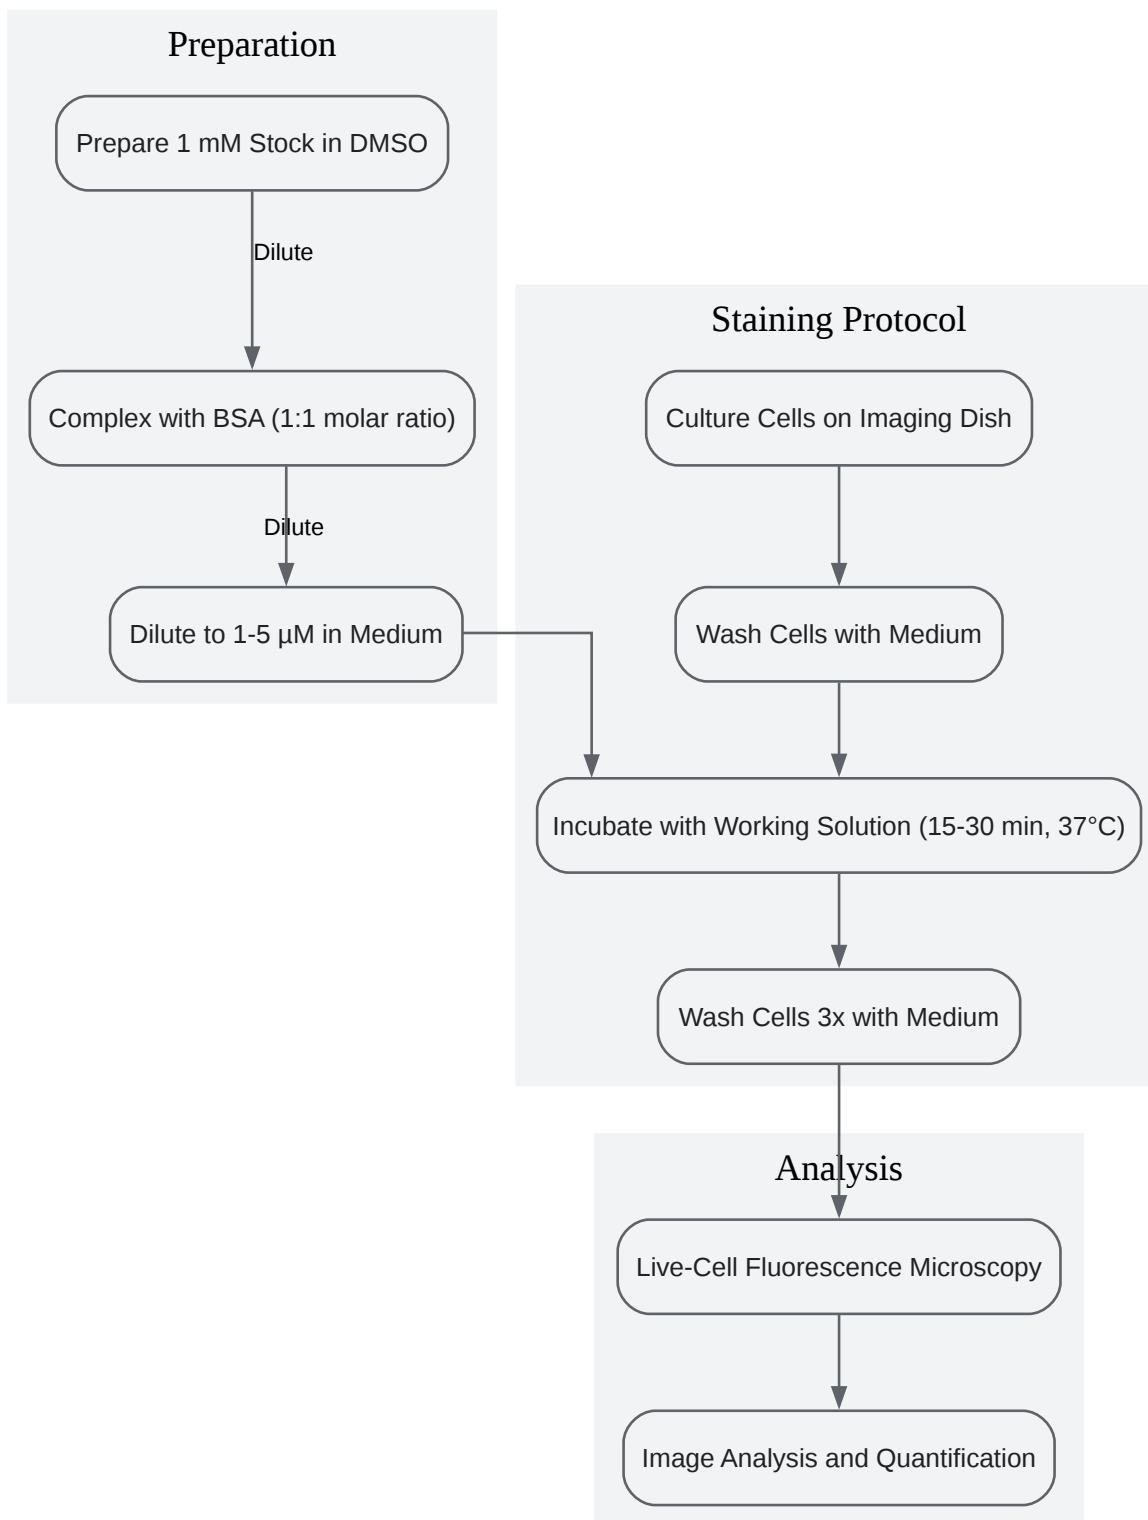 Preparation
Prepare 1 mM Stock in DMSO
Dilute
Complex with BSA (1:1 molar ratio)
Dilute
Dilute to 1-5 µM in Medium
Staining Protocol
Culture Cells on Imaging Dish
Wash Cells with Medium
Incubate with Working Solution (15-30 min, 37°C)
Wash Cells 3x with Medium
Analysis
Live-Cell Fluorescence Microscopy
Image Analysis and Quantification